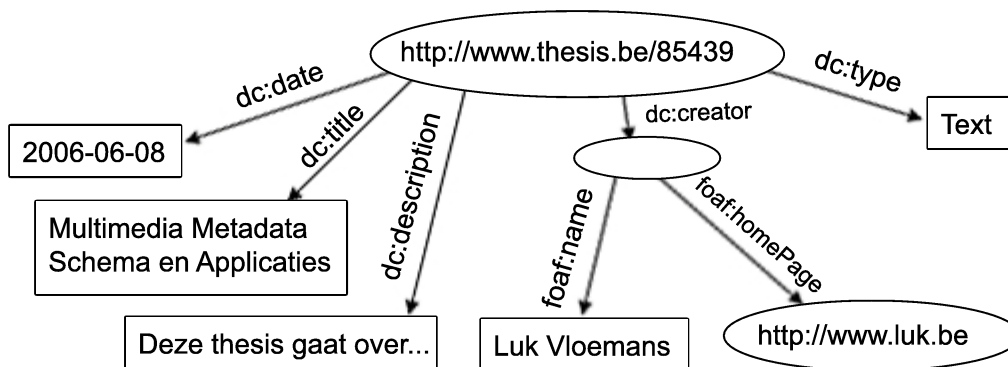 http://www.thesis.be/85439
dc:date
dc:title
dc:description
dc:creator
dc:type
2006-06-08
Text
Multimedia Metadata
Schema en Applicaties
foaf:name
foaf:homePage
Deze thesis gaat over...
Luk Vloemans
http://www.luk.be